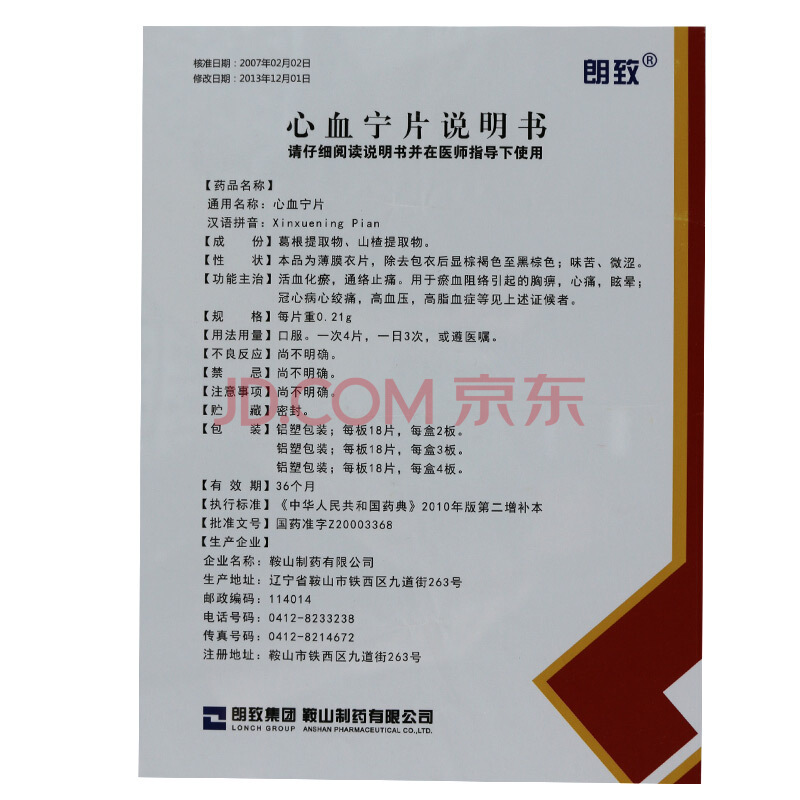 核准日期：2007年02月02日
修改日期：2013年12月01日
朗致®
心血宁片说明书
请仔细阅读说明书并在医师指导下使用
【药品名称】
通用名称：心血宁片
汉语拼音：Xinxuening Pian
【成　　份】葛根提取物、山楂提取物。
【性　　状】本品为薄膜衣片，除去包衣后显棕褐色至黑棕色；味苦、微涩。
【功能主治】活血化瘀，通络止痛。用于瘀血阻络引起的胸痹，心痛，眩晕；
冠心病心绞痛，高血压，高脂血症等见上述证候者。
【规　　格】每片重0.21g
【用法用量】口服。一次4片，一日3次，或遵医嘱。
【不良反应】尚不明确。
【禁　　忌】尚不明确。
【注意事项】尚不明确。
JD.COM 京东
【贮　　藏】密封。
【包　　装】铝塑包装；每板18片，每盒2板。
铝塑包装；每板18片，每盒3板。
铝塑包装；每板18片，每盒4板。
【有 效 期】36个月
【执行标准】《中华人民共和国药典》2010年版第二增补本
【批准文号】国药准字Z20003368
【生产企业】
企业名称：鞍山制药有限公司
生产地址：辽宁省鞍山市铁西区九道街263号
邮政编码：114014
电话号码：0412-8233238
传真号码：0412-8214672
注册地址：鞍山市铁西区九道街263号
朗致集团 鞍山制药有限公司
LONCH GROUP ANSHAN PHARMACEUTICAL CO.,LTD.